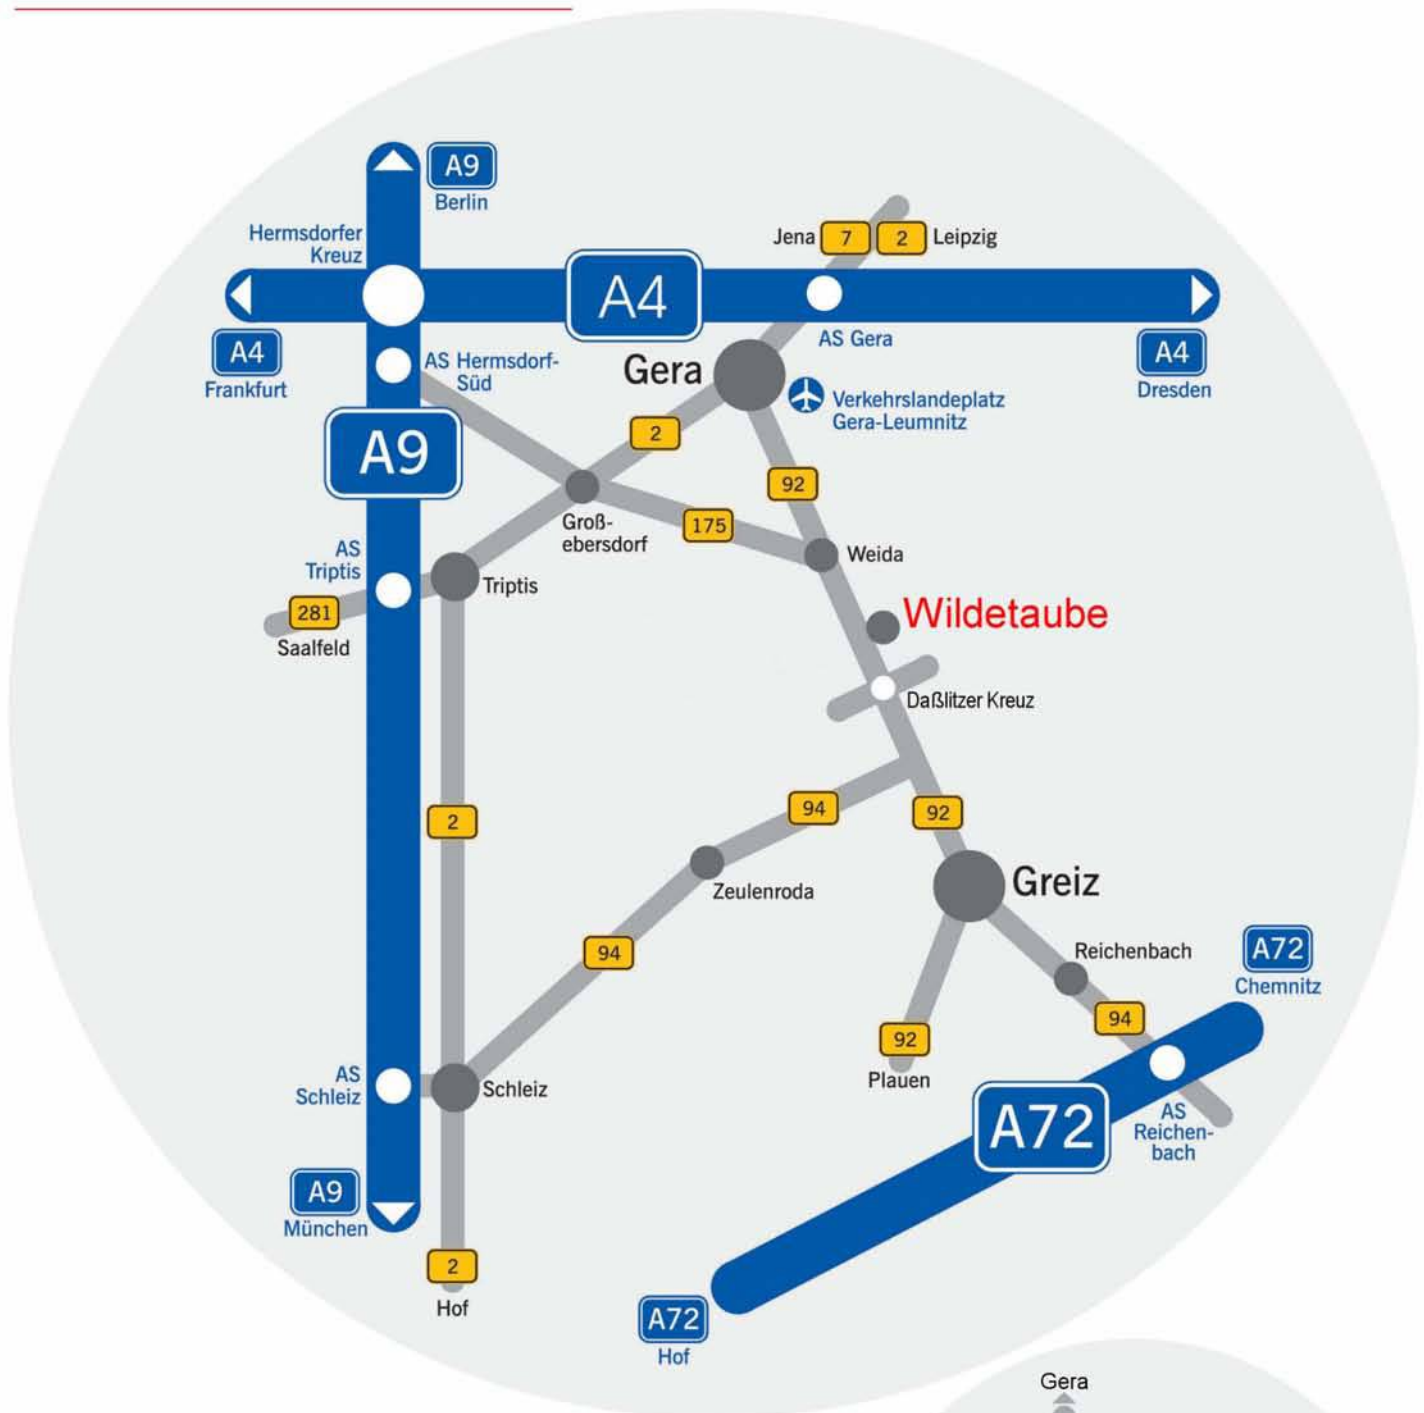 A9
Berlin
Hermsdorfer
Kreuz
Jena 7 2 Leipzig
A4
A4
Frankfurt
AS Hermsdorf-
Süd
AS Gera
A4
Dresden
Gera
Verkehrslandeplatz
Gera-Leumnitz
2
A9
92
175
Groß-
ebersdorf
Weida
AS
Triptis
Triptis
281
Saalfeld
Wildetaube
Daßlitzer Kreuz
94
92
2
Zeulenroda
Greiz
94
Reichenbach
A72
Chemnitz
94
92
Plauen
AS
Schleiz
Schleiz
A72
AS
Reichen-
bach
A9
München
2
Hof
A72
Hof
Gera